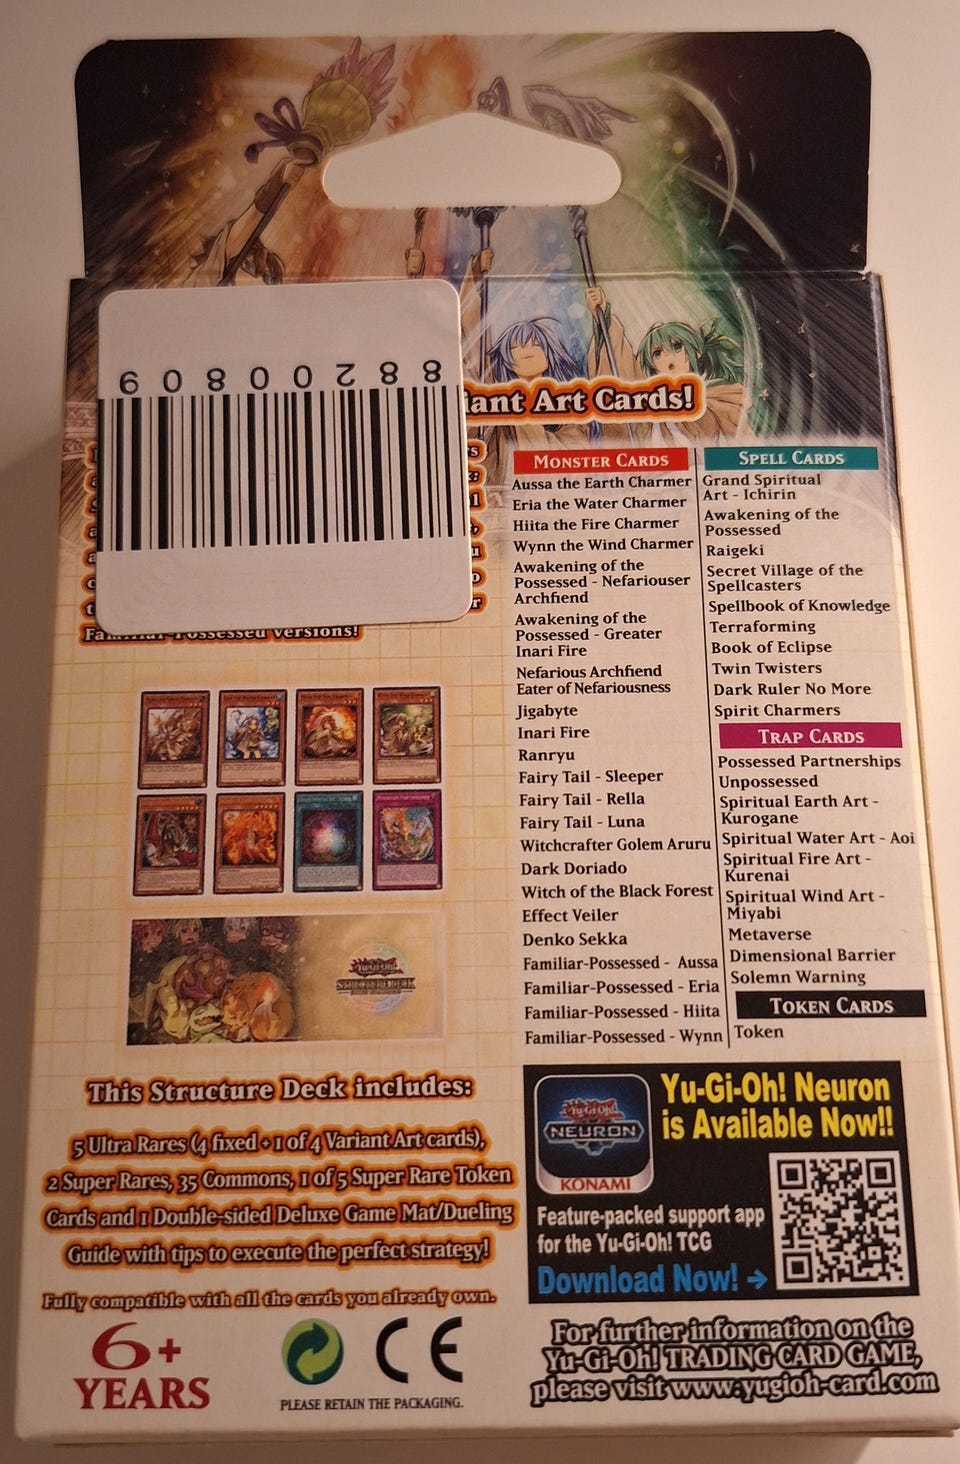 88200809
iant Art Cards!
Familiar-Possessed versions!
MONSTER CARDS
Aussa the Earth Charmer
Eria the Water Charmer
Hiita the Fire Charmer
Wynn the Wind Charmer
Awakening of the
Possessed - Nefariouser
Archfiend
Awakening of the
Possessed - Greater
Inari Fire
Nefarious Archfiend
Eater of Nefariousness
Jigabyte
Inari Fire
Ranryu
Fairy Tail - Sleeper
Fairy Tail - Rella
Fairy Tail - Luna
Witchcrafter Golem Aruru
Dark Doriado
Witch of the Black Forest
Effect Veiler
Denko Sekka
Familiar-Possessed - Aussa
Familiar-Possessed - Eria
Familiar-Possessed - Hiita
Familiar-Possessed - Wynn
SPELL CARDS
Grand Spiritual
Art - Ichirin
Awakening of the
Possessed
Raigeki
Secret Village of the
Spellcasters
Spellbook of Knowledge
Terraforming
Book of Eclipse
Twin Twisters
Dark Ruler No More
Spirit Charmers
TRAP CARDS
Possessed Partnerships
Unpossessed
Spiritual Earth Art -
Kurogane
Spiritual Water Art - Aoi
Spiritual Fire Art -
Kurenai
Spiritual Wind Art -
Miyabi
Metaverse
Dimensional Barrier
Solemn Warning
TOKEN CARDS
Token
Yu-Gi-Oh!
STRUCTURE DECK
This Structure Deck includes:
5 Ultra Rares (4 fixed + 1 of 4 Variant Art cards),
2 Super Rares, 35 Commons, 1 of 5 Super Rare Token
Cards and 1 Double-sided Deluxe Game Mat/Dueling
Guide with tips to execute the perfect strategy!
Fully compatible with all the cards you already own.
6+
YEARS
CE
PLEASE RETAIN THE PACKAGING.
Yu-Gi-Oh!
NEURON
KONAMI
Yu-Gi-Oh! Neuron
is Available Now!!
Feature-packed support app
for the Yu-Gi-Oh! TCG
Download Now! →
For further information on the
Yu-Gi-Oh! TRADING CARD GAME,
please visit www.yugioh-card.com